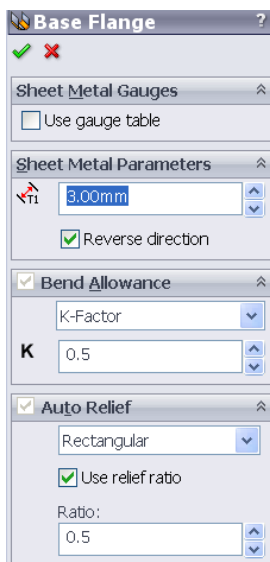 Base Flange ?
Sheet Metal Gauges
Use gauge table
Sheet Metal Parameters
T1 3.00mm
Reverse direction
Bend Allowance
K-Factor
K 0.5
Auto Relief
Rectangular
Use relief ratio
Ratio:
0.5